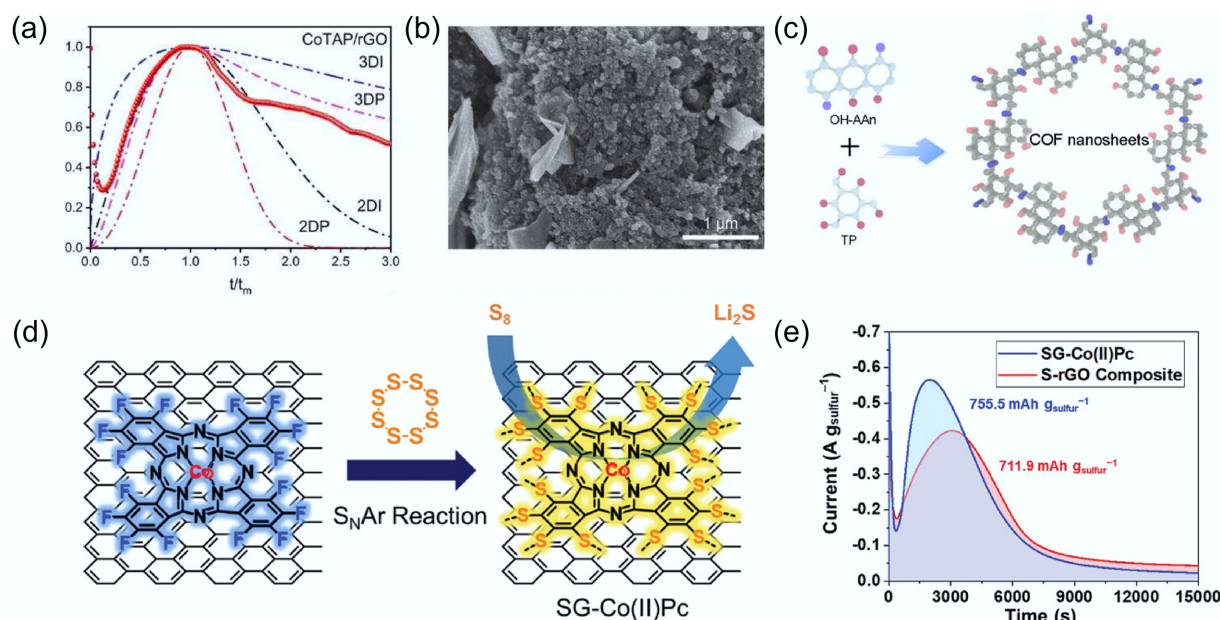 (a)
CoTAP/rGO
3DI
3DP
2DI
2DP
1.0
0.8
0.6
0.4
0.2
0.0
0.0 0.5 1.0 1.5 2.0 2.5 3.0
t/tm
(b)
1 μm
(c)
OH-AAn
+
TP
COF nanosheets
(d)
F F F F
F F F F
F F F F
F F F F
N N N N N N N N
Co
S S S S S S S S
SNAr Reaction
S8
Li2S
S S S S
S S S S
S S S S
S S S S
N N N N N N N N
Co
SG-Co(II)Pc
(e)
-0.7
-0.6
-0.5
-0.4
-0.3
-0.2
-0.1
0.0
Current (A gsulfur⁻¹)
SG-Co(II)Pc
S-rGO Composite
755.5 mAh gsulfur⁻¹
711.9 mAh gsulfur⁻¹
0 3000 6000 9000 12000 15000
Time (s)